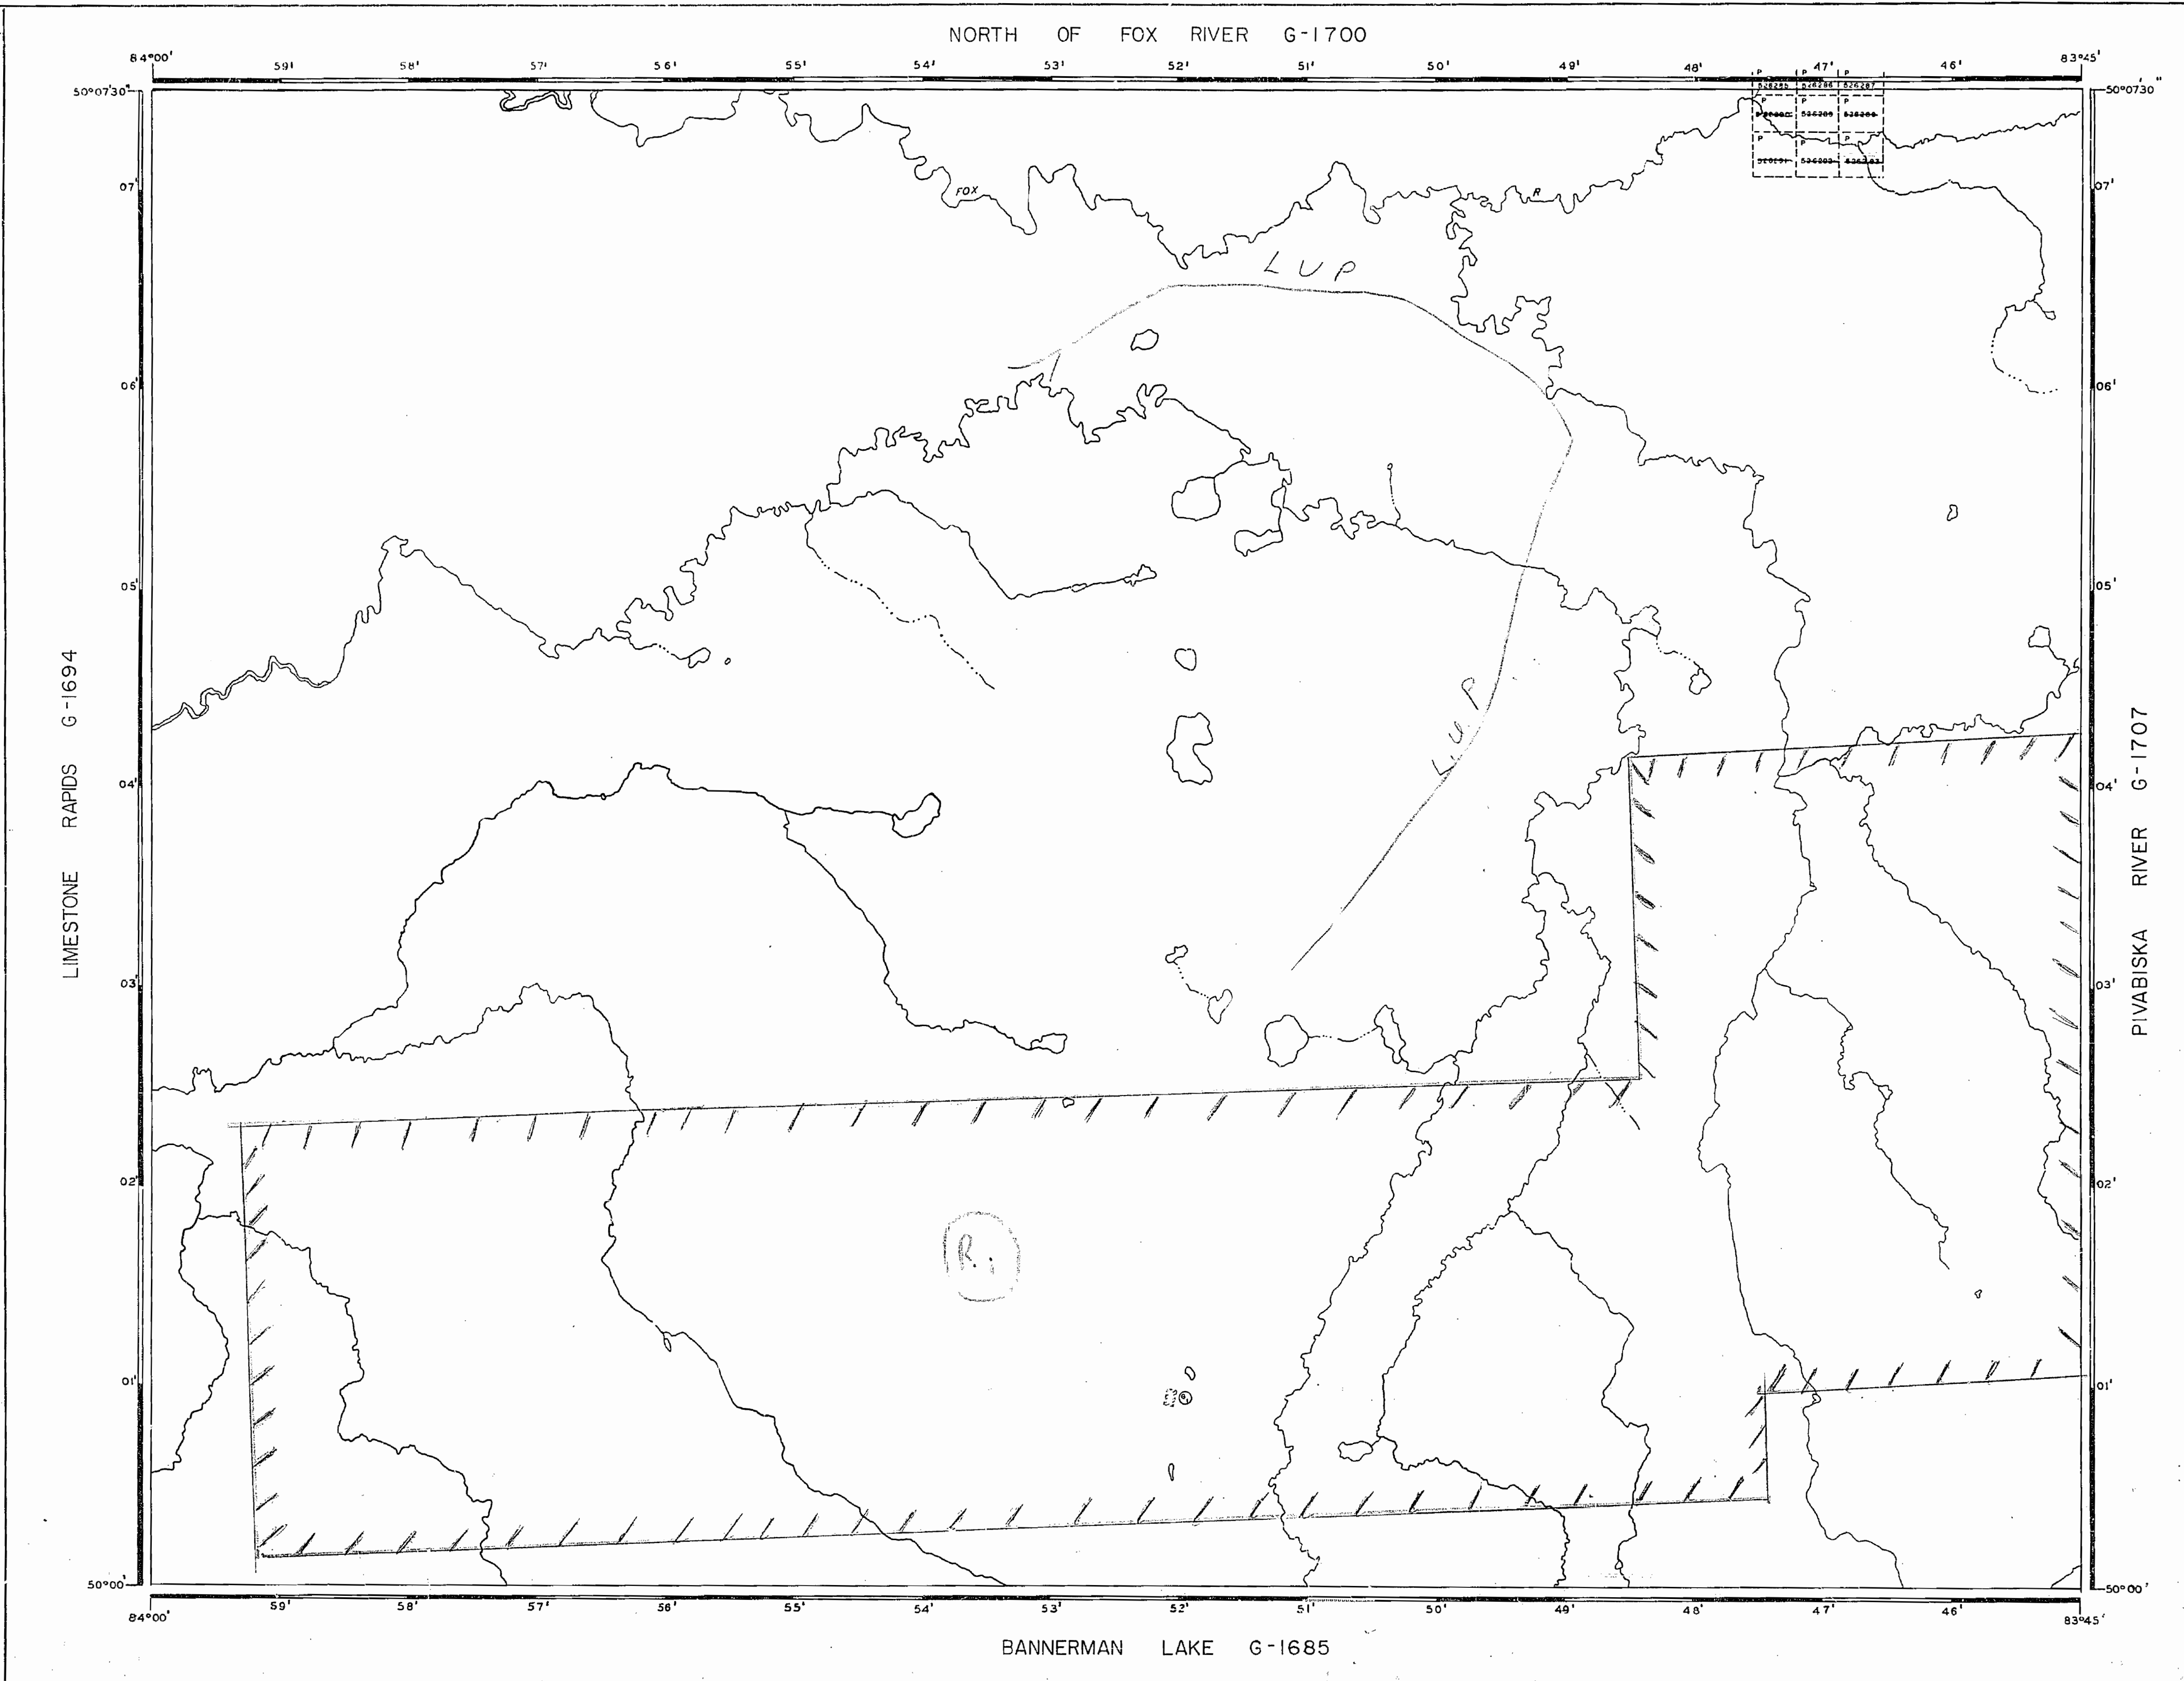 NORTH OF FOX RIVER G-1700
84°00' 59' 58' 57' 56' 55' 54' 53' 52' 51' 50' 49' 48' 47' 46' 83°45'
P P P
50°07'30" 526285 526286 526287 50°07'30"
P P P
526289
P P
07' FOX R 07'
LUP
06' 06'
05' 05'
L.U.P
LIMESTONE RAPIDS G-1694
PIVABISKA RIVER G-1707
04' 04'
03' 03'
02' 02'
R.
01' 01'
50°00' 50°00'
84°00' 59' 58' 57' 56' 55' 54' 53' 52' 51' 50' 49' 48' 47' 46' 83°45'
BANNERMAN LAKE G-1685